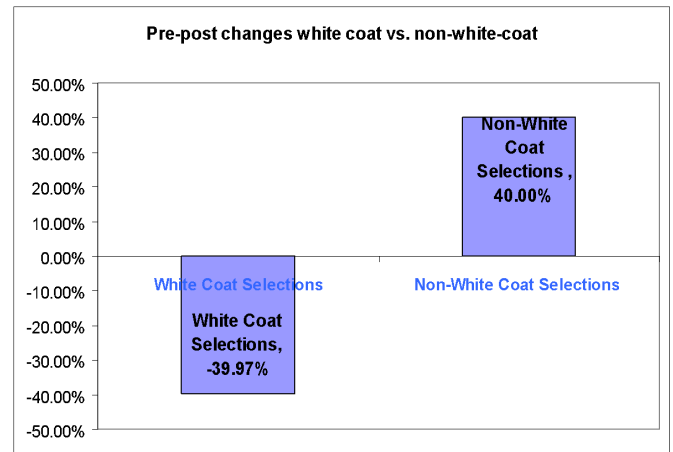 Pre-post changes white coat vs. non-white-coat
50.00%
40.00%
30.00%
20.00%
10.00%
0.00%
-10.00%
-20.00%
-30.00%
-40.00%
-50.00%
Non-White
Coat
Selections ,
40.00%
White Coat Selections
Non-White Coat Selections
White Coat
Selections,
-39.97%